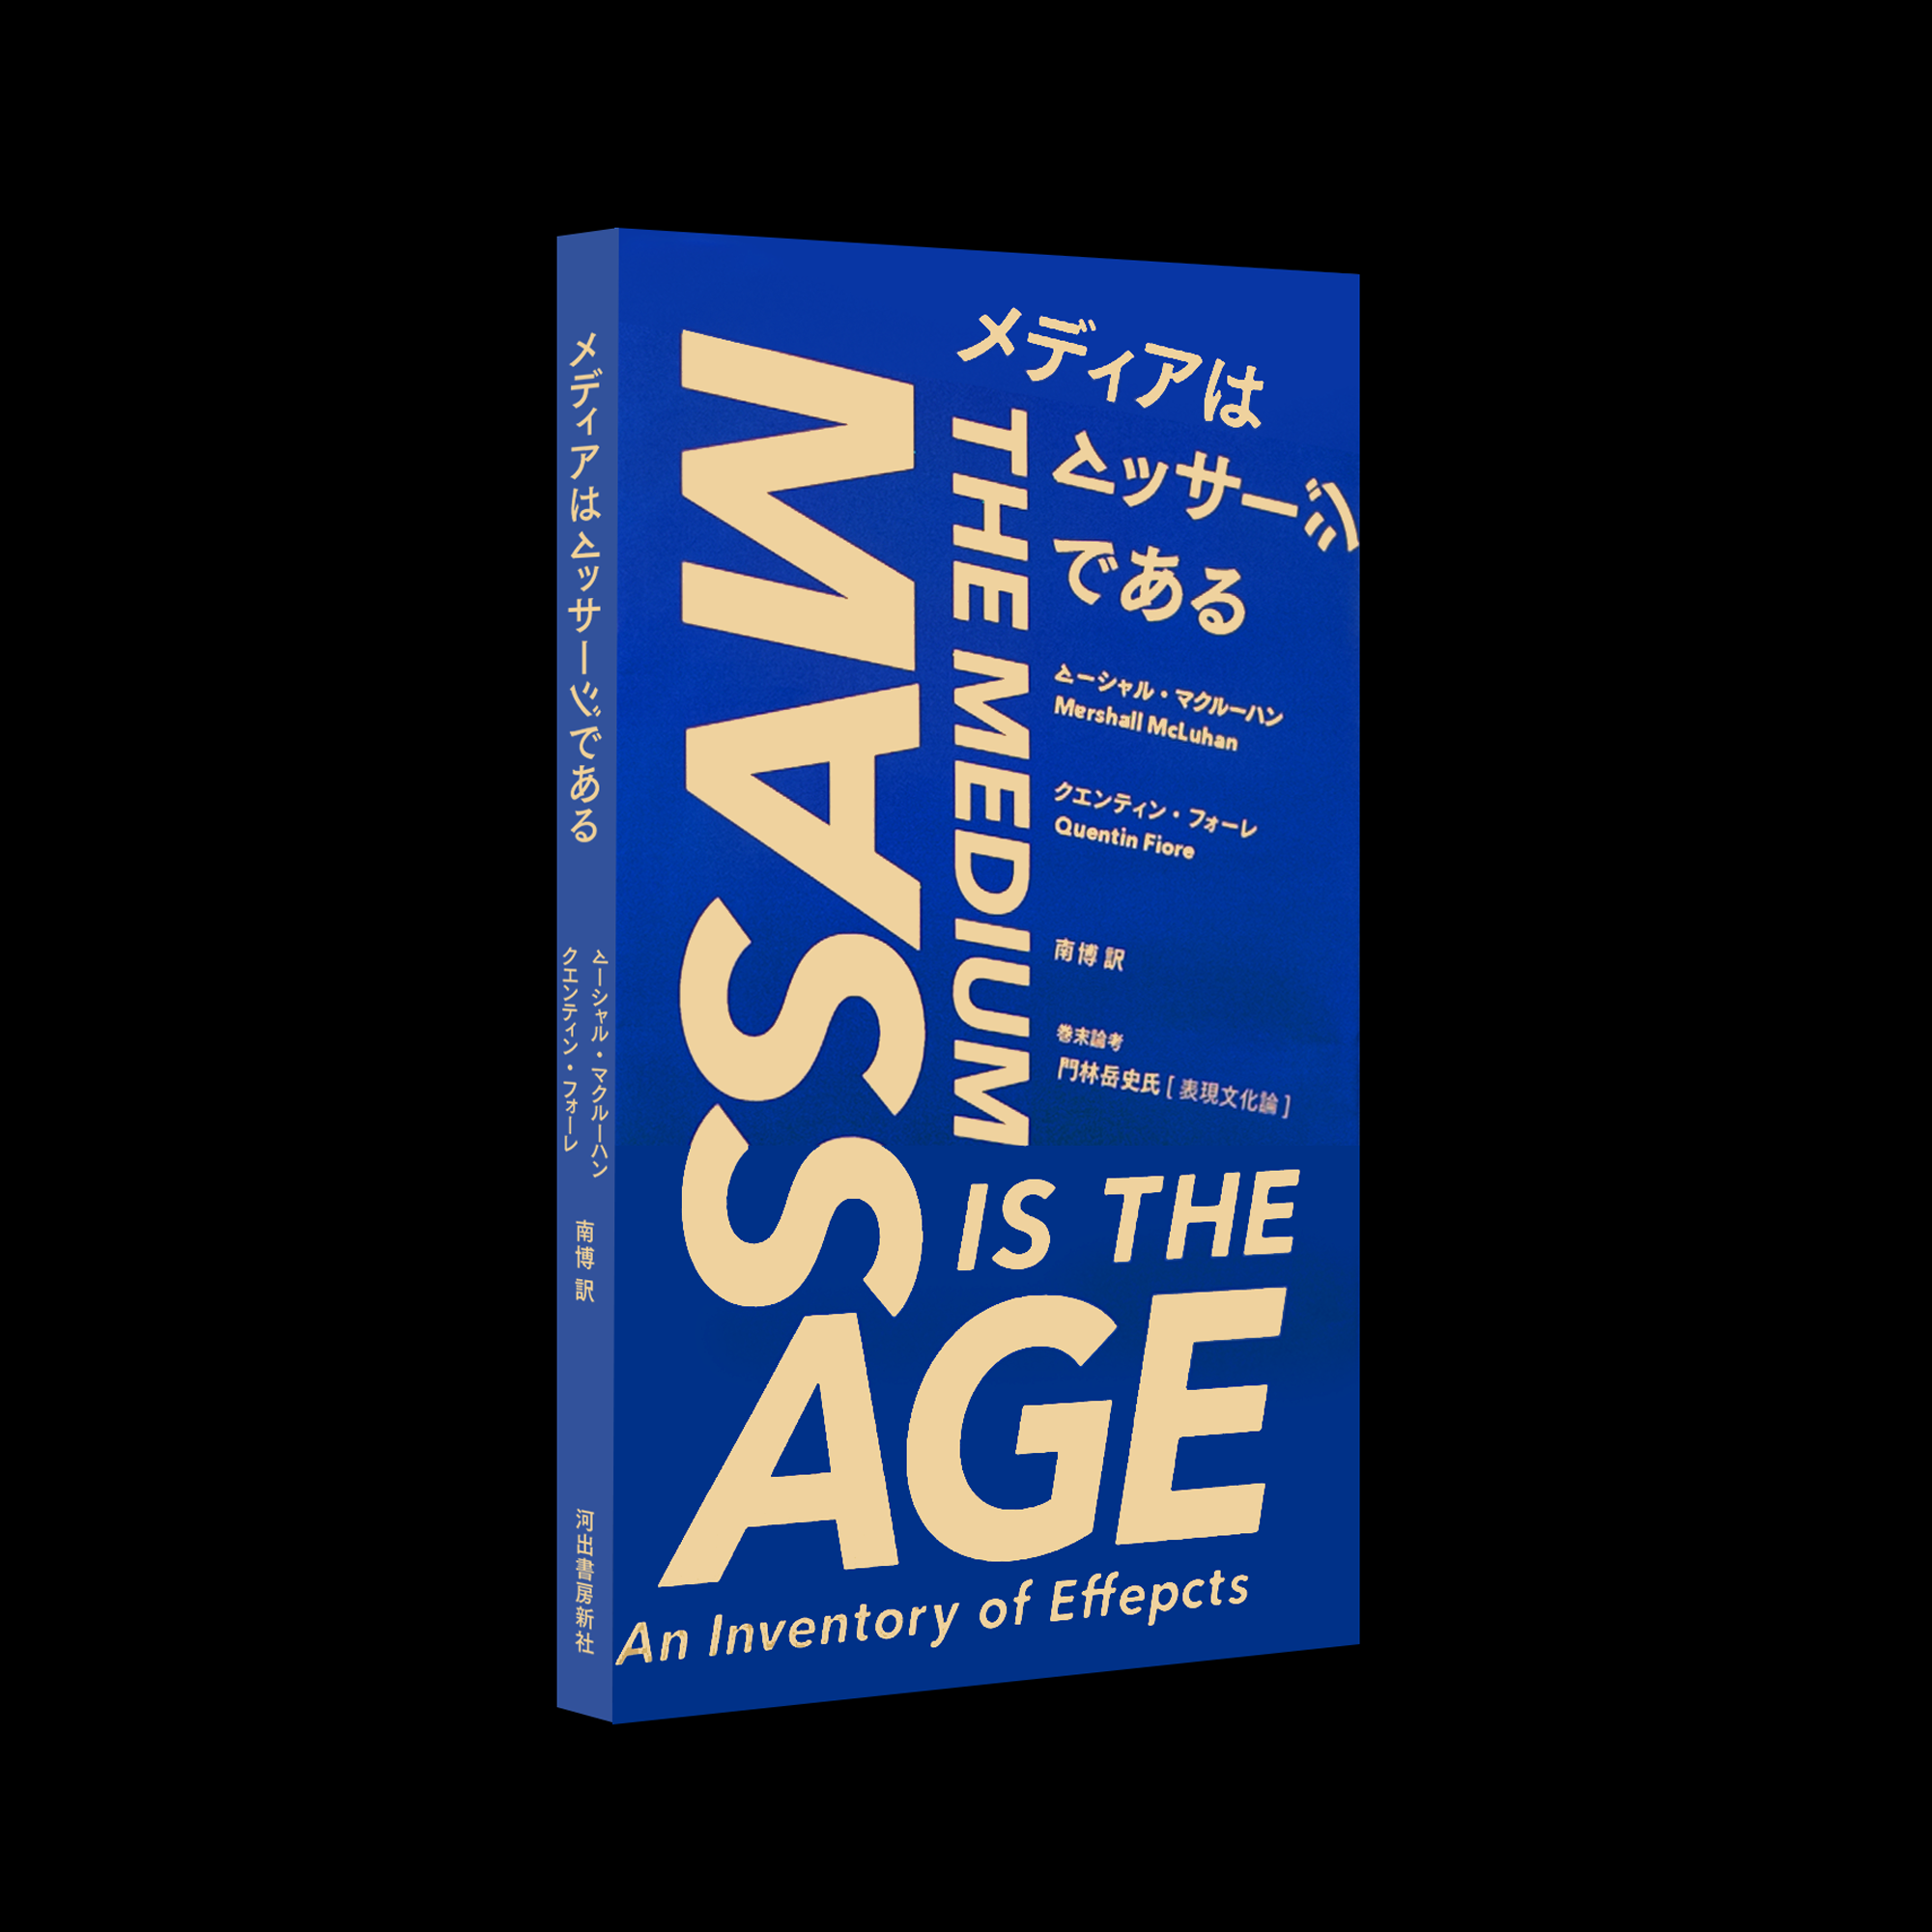 メディアはマッサージである
マーシャル・マクルーハン
クエンティン・フォーレ
南博 訳
河出書房新社
メディアは
マッサージ
である
マーシャル・マクルーハン
Mershall McLuhan
クエンティン・フォーレ
Quentin Fiore
南博 訳
巻末論考
門林岳史氏 [ 表現文化論 ]
THE MEDIUM
IS THE
MASS
AGE
An Inventory of Effepcts